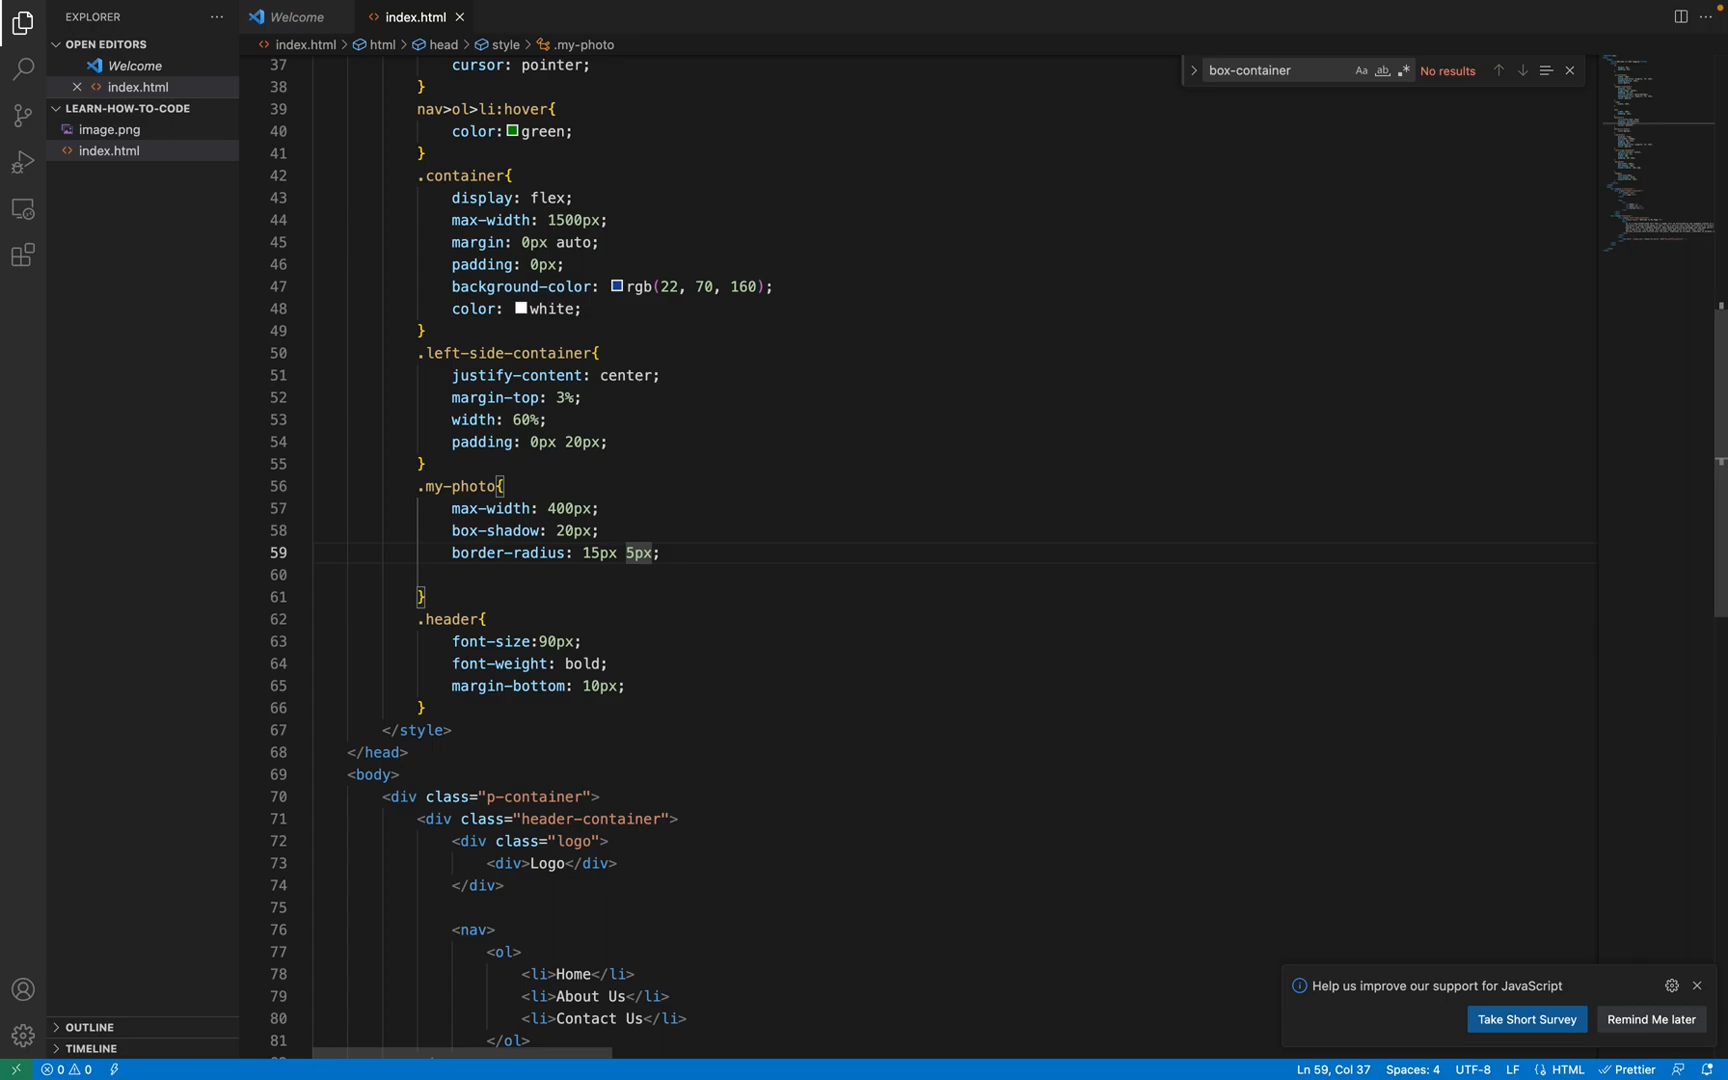 EXPLORER
Welcome
index.html
OPEN EDITORS
index.html
html
head
style
.my-photo
Welcome
index.html
LEARN-HOW-TO-CODE
image.png
index.html
box-container
Aa
ab
No results
37 cursor: pointer;
38 }
39 nav>ol>li:hover{
40 color:green;
41 }
42 .container{
43 display: flex;
44 max-width: 1500px;
45 margin: 0px auto;
46 padding: 0px;
47 background-color: rgb(22, 70, 160);
48 color: white;
49 }
50 .left-side-container{
51 justify-content: center;
52 margin-top: 3%;
53 width: 60%;
54 padding: 0px 20px;
55 }
56 .my-photo{
57 max-width: 400px;
58 box-shadow: 20px;
59 border-radius: 15px 5px;
60
61 }
62 .header{
63 font-size:90px;
64 font-weight: bold;
65 margin-bottom: 10px;
66 }
67 </style>
68 </head>
69 <body>
70 <div class="p-container">
71 <div class="header-container">
72 <div class="logo">
73 <div>Logo</div>
74 </div>
75
76 <nav>
77 <ol>
78 <li>Home</li>
79 <li>About Us</li>
80 <li>Contact Us</li>
81 </ol>
Help us improve our support for JavaScript
Take Short Survey
Remind Me later
OUTLINE
TIMELINE
0 0
Ln 59, Col 37
Spaces: 4
UTF-8
LF
HTML
Prettier